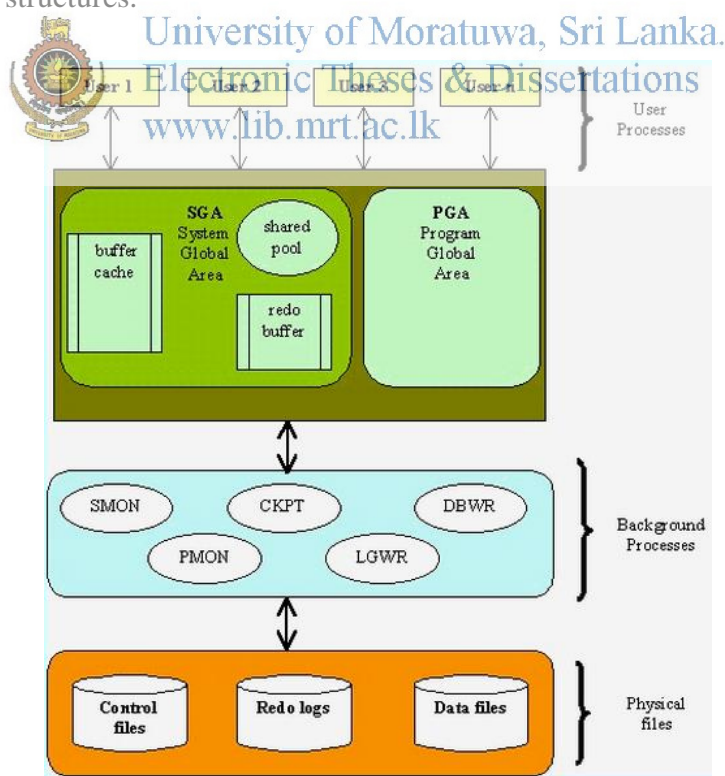 structures.
University of Moratuwa, Sri Lanka.
Electronic Theses & Dissertations
www.lib.mrt.ac.lk
User 1
User 2
User 3
User n
User
Processes
SGA
System
Global
Area
shared
pool
buffer
cache
redo
buffer
PGA
Program
Global
Area
SMON
CKPT
DBWR
PMON
LGWR
Background
Processes
Control
files
Redo logs
Data files
Physical
files